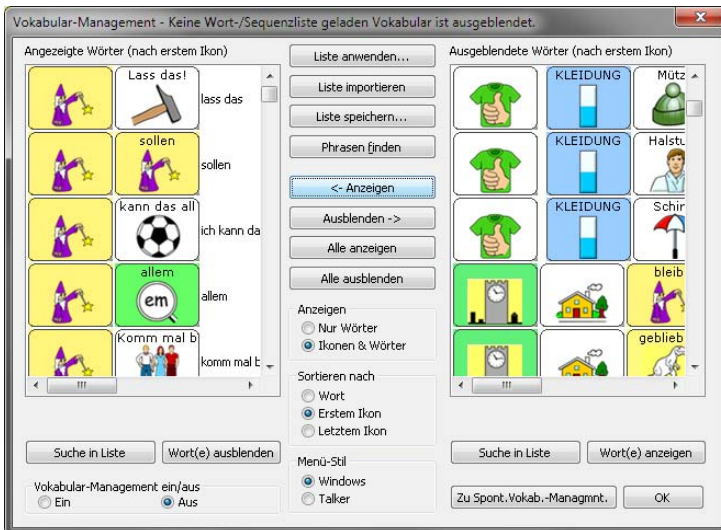 Vokabular-Management - Keine Wort-/Sequenzliste geladen Vokabular ist ausgeblendet.
Angezeigte Wörter (nach erstem Ikon)
Lass das!
lass das
sollen
sollen
kann das all
ich kann da
allem
em
allem
Komm mal b
komm mal b
Suche in Liste
Wort(e) ausblenden
Vokabular-Management ein/aus
Ein
Aus
Liste anwenden...
Liste importieren
Liste speichern...
Phrasen finden
<- Anzeigen
Ausblenden ->
Alle anzeigen
Alle ausblenden
Anzeigen
Nur Wörter
Ikonen & Wörter
Sortieren nach
Wort
Erstem Ikon
Letztem Ikon
Menü-Stil
Windows
Talker
Ausgeblendete Wörter (nach erstem Ikon)
KLEIDUNG
Mütz
KLEIDUNG
Halstu
KLEIDUNG
Schir
bleib
geblieb
Suche in Liste
Wort(e) anzeigen
Zu Spont.Vokab.-Managmnt.
OK